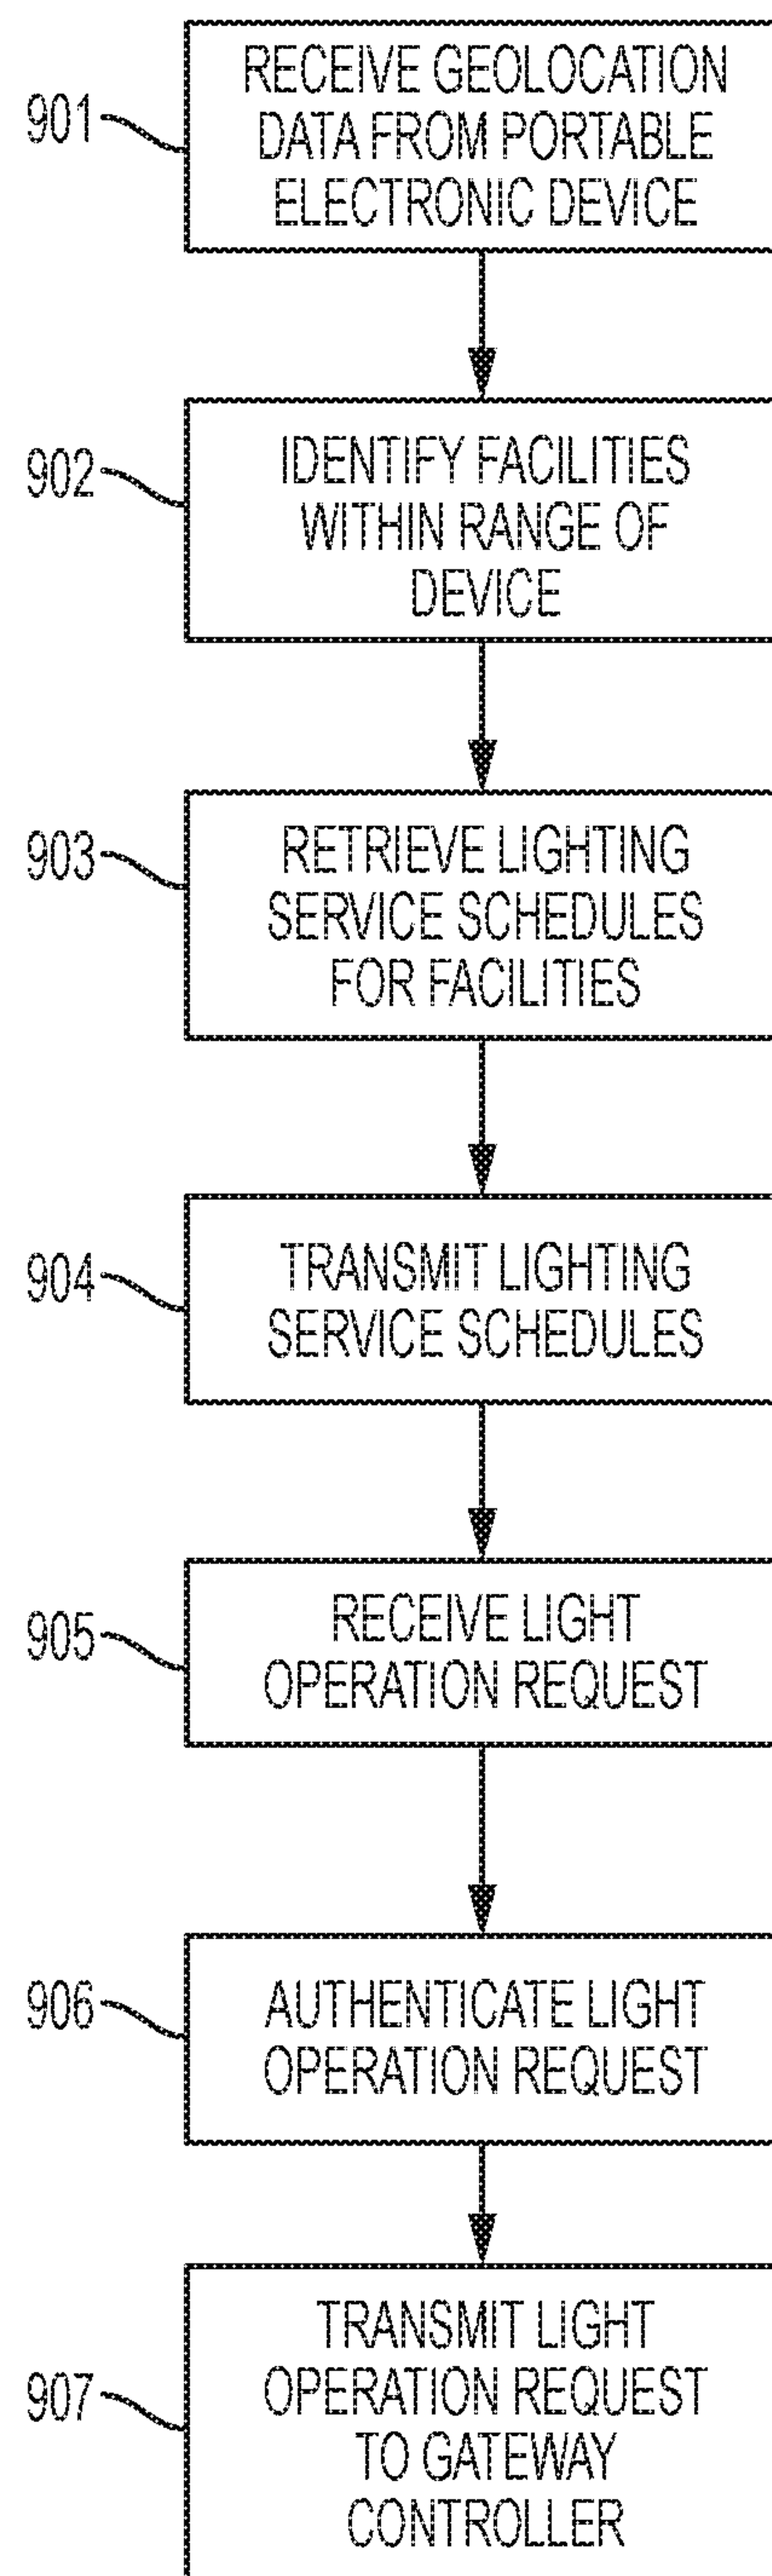 901
RECEIVE GEOLOCATION
DATA FROM PORTABLE
ELECTRONIC DEVICE
902
IDENTIFY FACILITIES
WITHIN RANGE OF
DEVICE
903
RETRIEVE LIGHTING
SERVICE SCHEDULES
FOR FACILITIES
904
TRANSMIT LIGHTING
SERVICE SCHEDULES
905
RECEIVE LIGHT
OPERATION REQUEST
906
AUTHENTICATE LIGHT
OPERATION REQUEST
907
TRANSMIT LIGHT
OPERATION REQUEST
TO GATEWAY
CONTROLLER